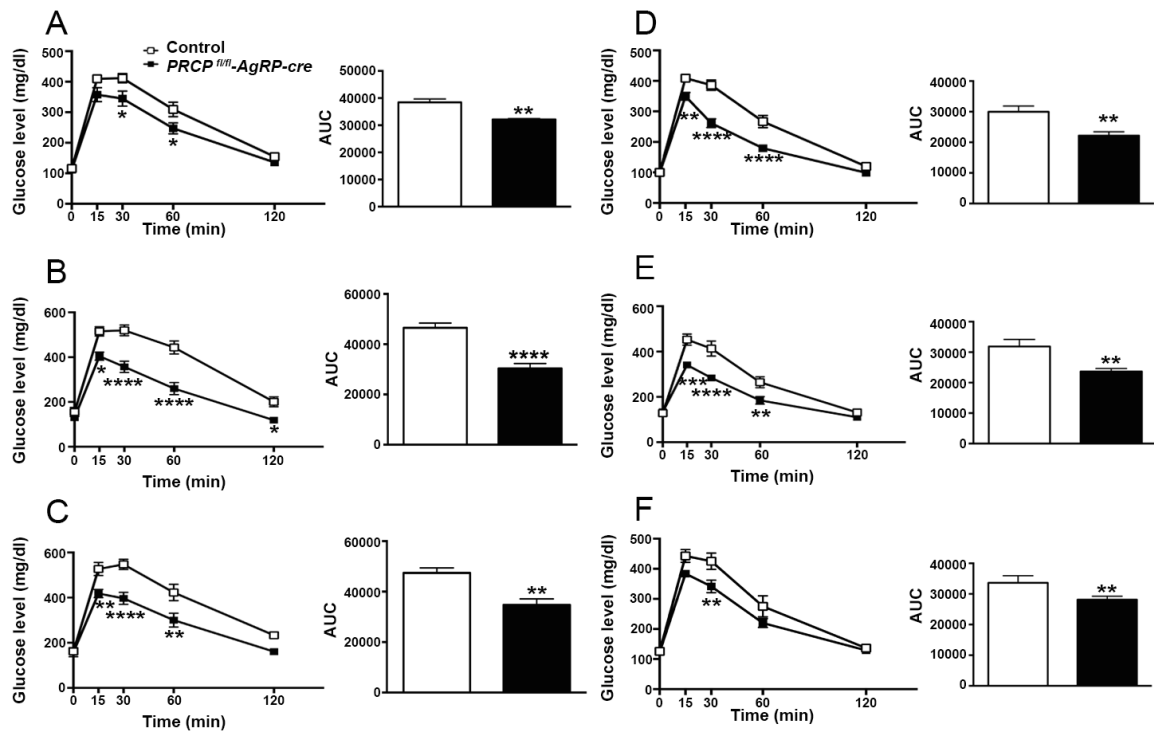 A
Glucose level (mg/dl)
500
400
300
200
100
0
Control
PRCP fl/fl-AgRP-cre
*
*
0 15 30 60 120
Time (min)
AUC
50000
40000
30000
20000
10000
0
**
D
Glucose level (mg/dl)
500
400
300
200
100
0
**
****
****
0 15 30 60 120
Time (min)
AUC
40000
30000
20000
10000
0
**
B
Glucose level (mg/dl)
600
400
200
0
*
****
****
*
0 15 30 60 120
Time (min)
AUC
60000
40000
20000
0
****
E
Glucose level (mg/dl)
600
400
200
0
***
****
**
0 15 30 60 120
Time (min)
AUC
40000
30000
20000
10000
0
**
C
Glucose level (mg/dl)
600
400
200
0
**
****
**
0 15 30 60 120
Time (min)
AUC
60000
40000
20000
0
**
F
Glucose level (mg/dl)
500
400
300
200
100
0
**
0 15 30 60 120
Time (min)
AUC
40000
30000
20000
10000
0
**